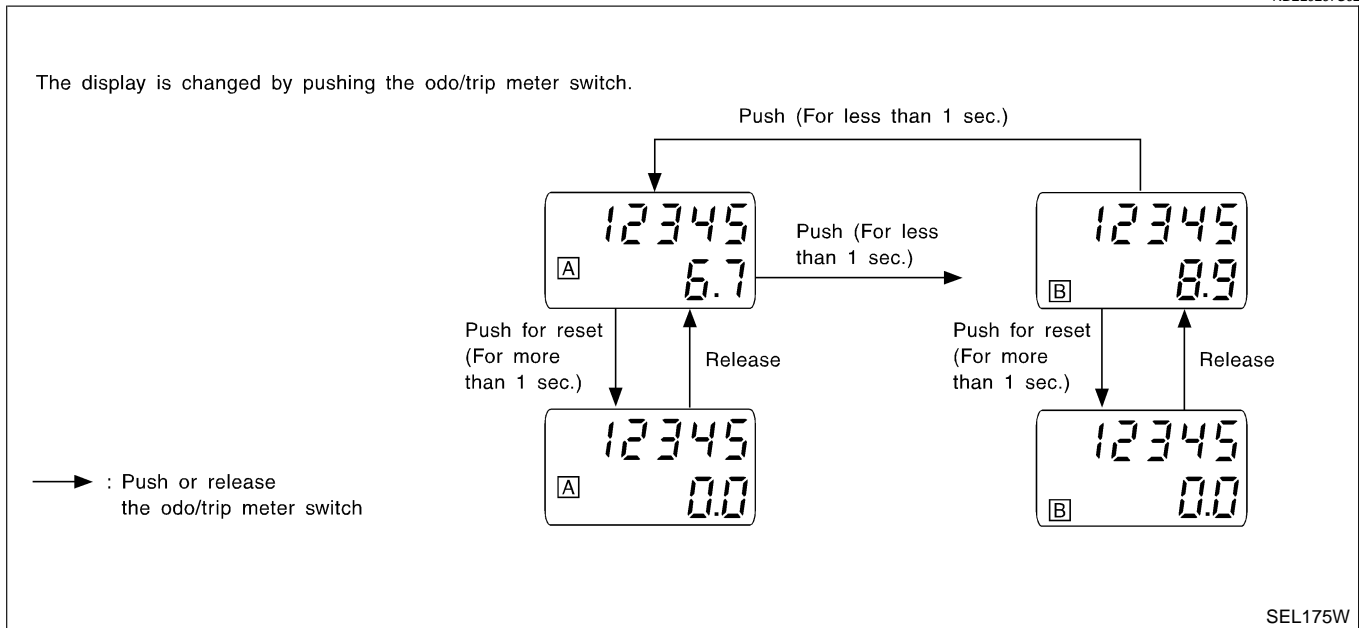 The display is changed by pushing the odo/trip meter switch.
Push (For less than 1 sec.)
12345
A
6.7
Push (For less
than 1 sec.)
12345
B
8.9
Push for reset
(For more
than 1 sec.)
Release
Push for reset
(For more
than 1 sec.)
Release
12345
A
0.0
12345
B
0.0
: Push or release
the odo/trip meter switch
SEL175W